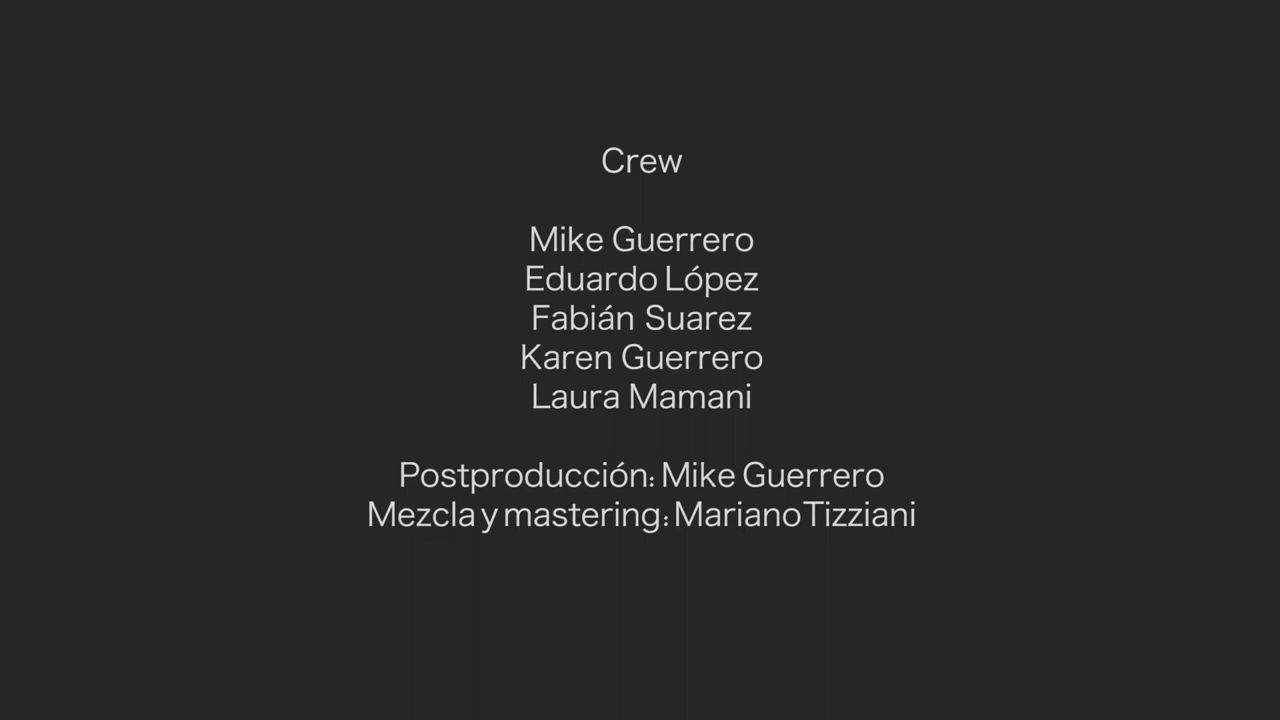 Crew
Mike Guerrero
Eduardo López
Fabián Suarez
Karen Guerrero
Laura Mamani
Postproducción: Mike Guerrero
Mezcla y mastering: Mariano Tizziani